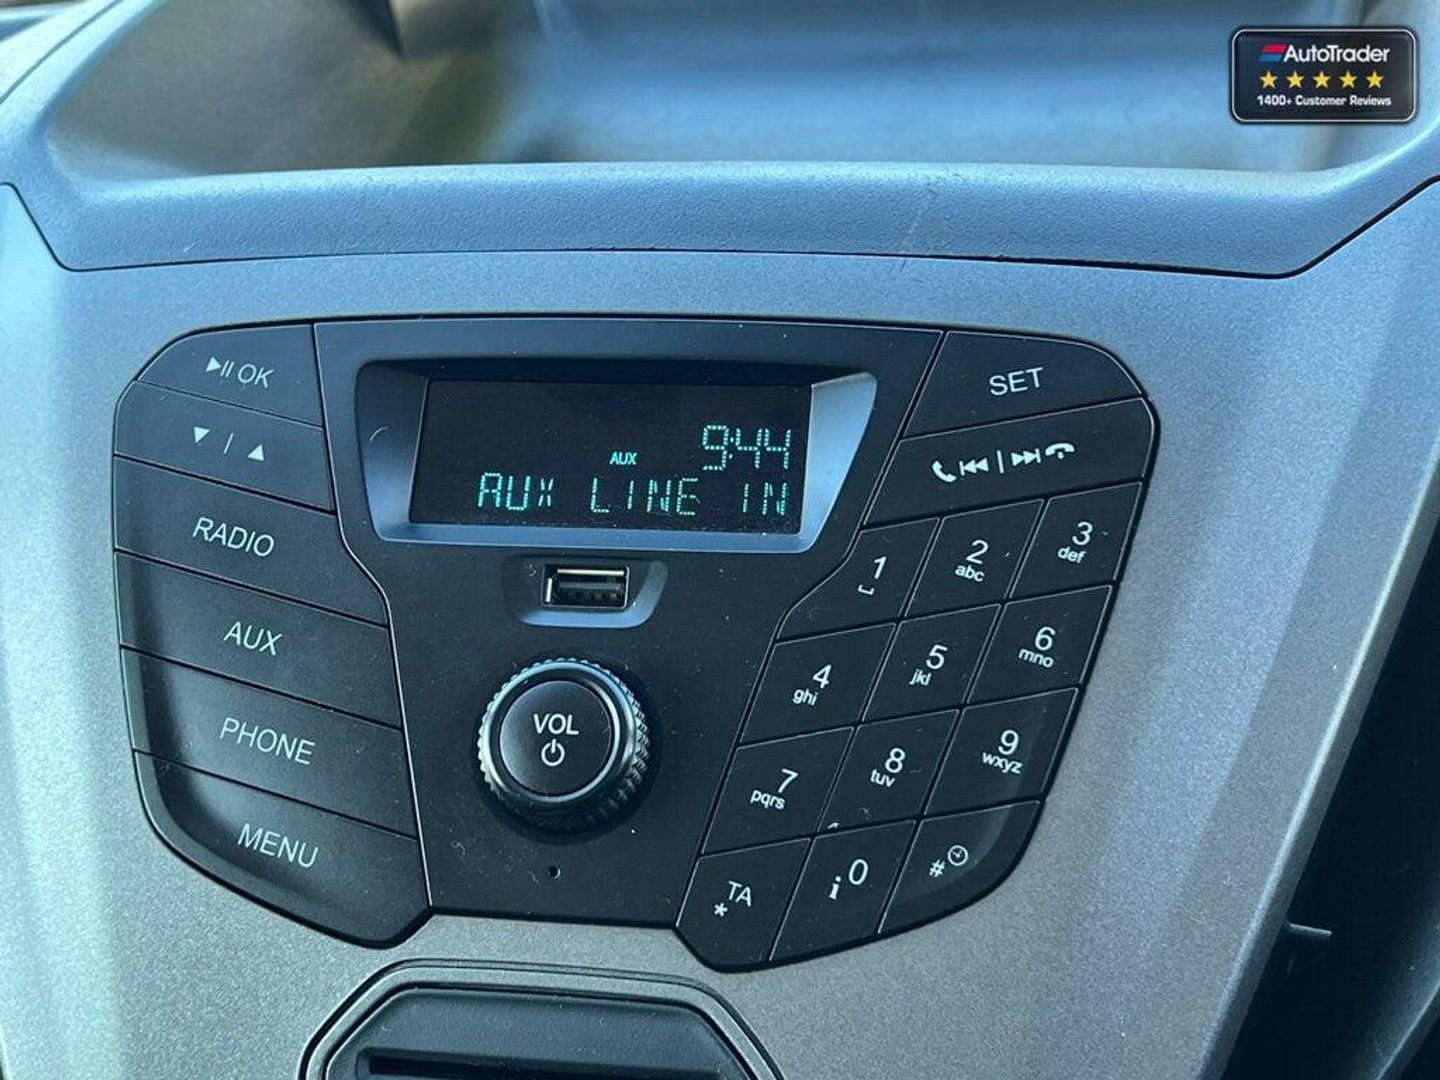 AutoTrader
1400+ Customer Reviews
OK
SET
9:44
AUX
AUX LINE IN
RADIO
AUX
PHONE
MENU
VOL
1
2
abc
3
def
4
ghi
5
jkl
6
mno
7
pqrs
8
tuv
9
wxyz
* TA
i 0
#